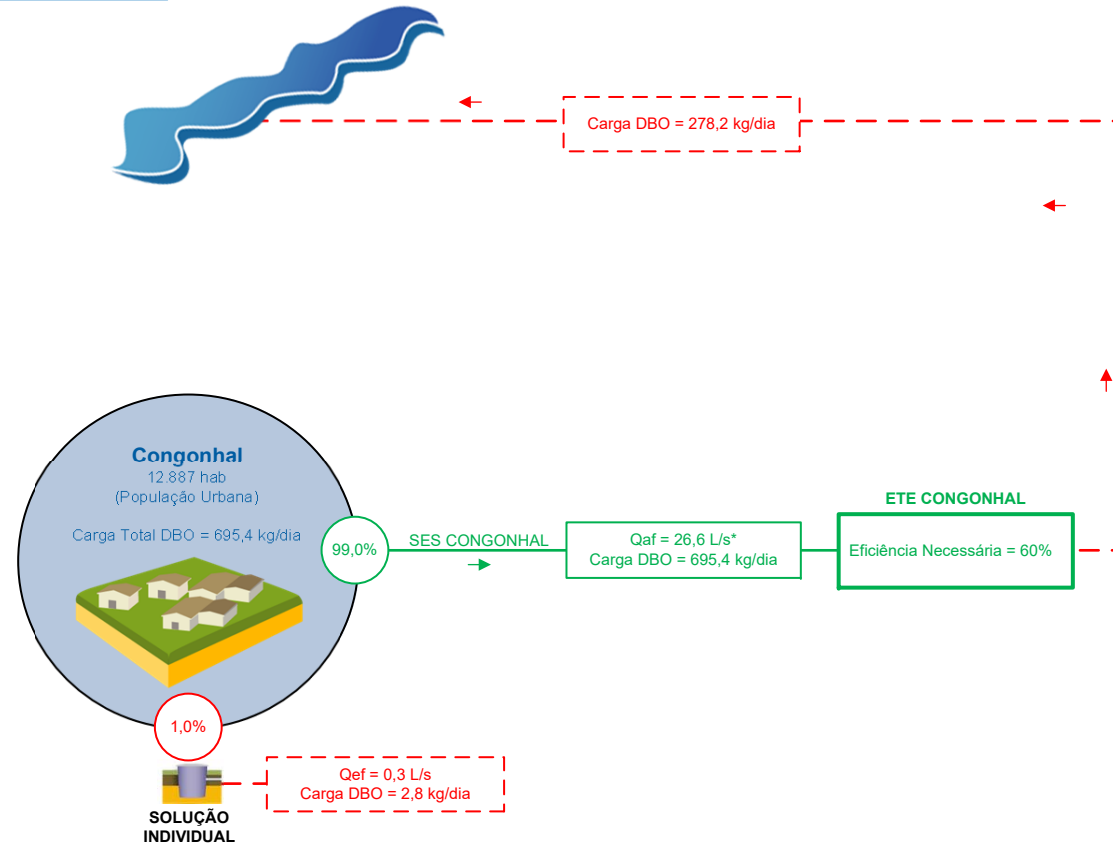 Carga DBO = 278,2 kg/dia
Congonhal
12.887 hab
(População Urbana)
Carga Total DBO = 695,4 kg/dia
99,0%
SES CONGONHAL
Qaf = 26,6 L/s*
Carga DBO = 695,4 kg/dia
ETE CONGONHAL
Eficiência Necessária = 60%
1,0%
Qef = 0,3 L/s
Carga DBO = 2,8 kg/dia
SOLUÇÃO
INDIVIDUAL